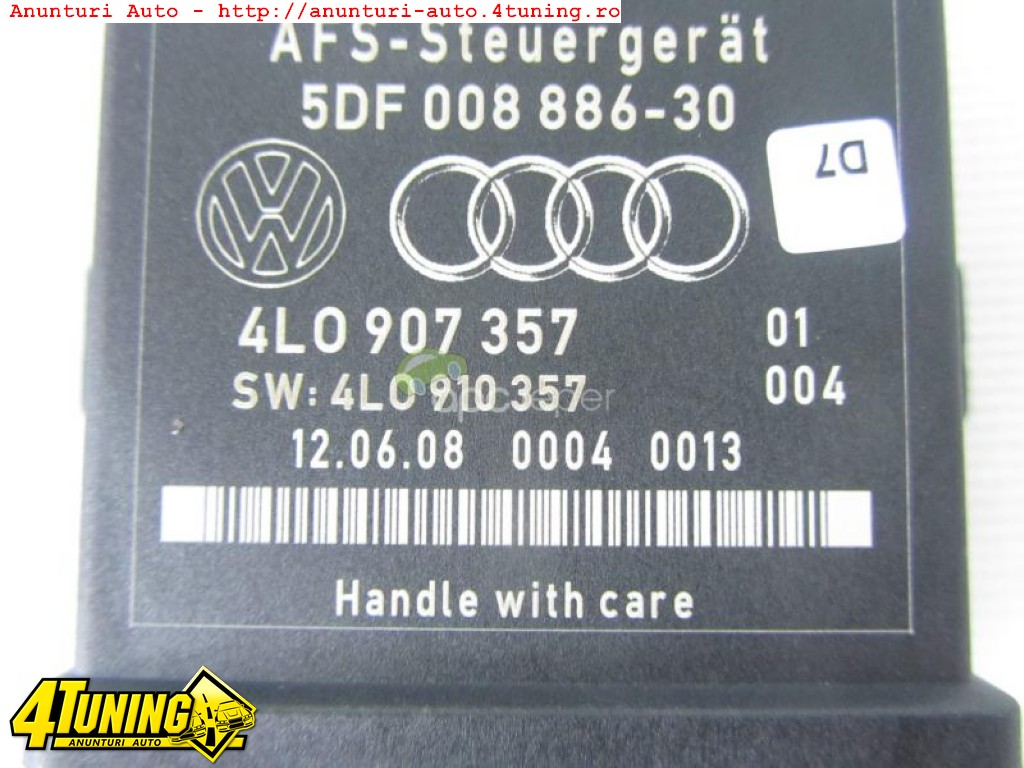 Anunturi Auto - http://anunturi-auto.4tuning.ro
AFS-Steuergerät
5DF 008 886-30
D7
4L0 907 357 01
SW: 4L0 910 357 004
12.06.08 0004 0013
Handle with care
4TUNING
ANUNTURI AUTO